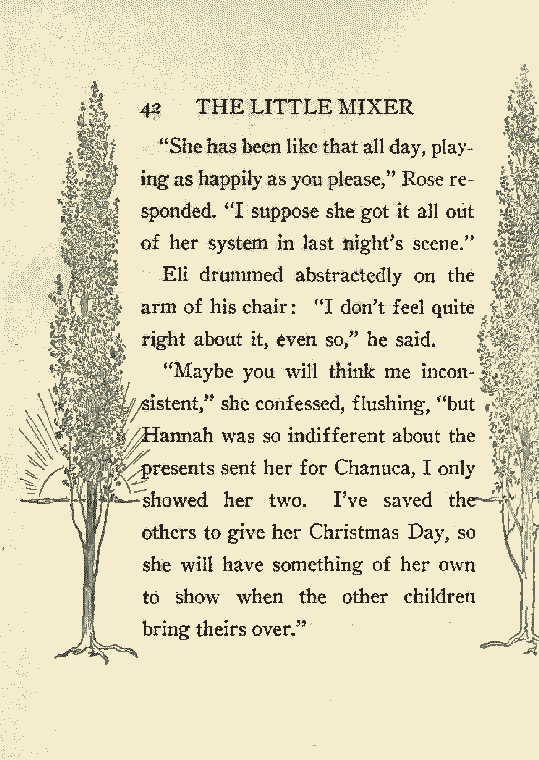 42 THE LITTLE MIXER
“She has been like that all day, play-
ing as happily as you please,” Rose re-
sponded. “I suppose she got it all out
of her system in last night’s scene.”
Eli drummed abstractedly on the
arm of his chair: “I don’t feel quite
right about it, even so,” he said.
“Maybe you will think me incon-
sistent,” she confessed, flushing, “but
Hannah was so indifferent about the
presents sent her for Chanuca, I only
showed her two. I’ve saved the
others to give her Christmas Day, so
she will have something of her own
to show when the other children
bring theirs over.”